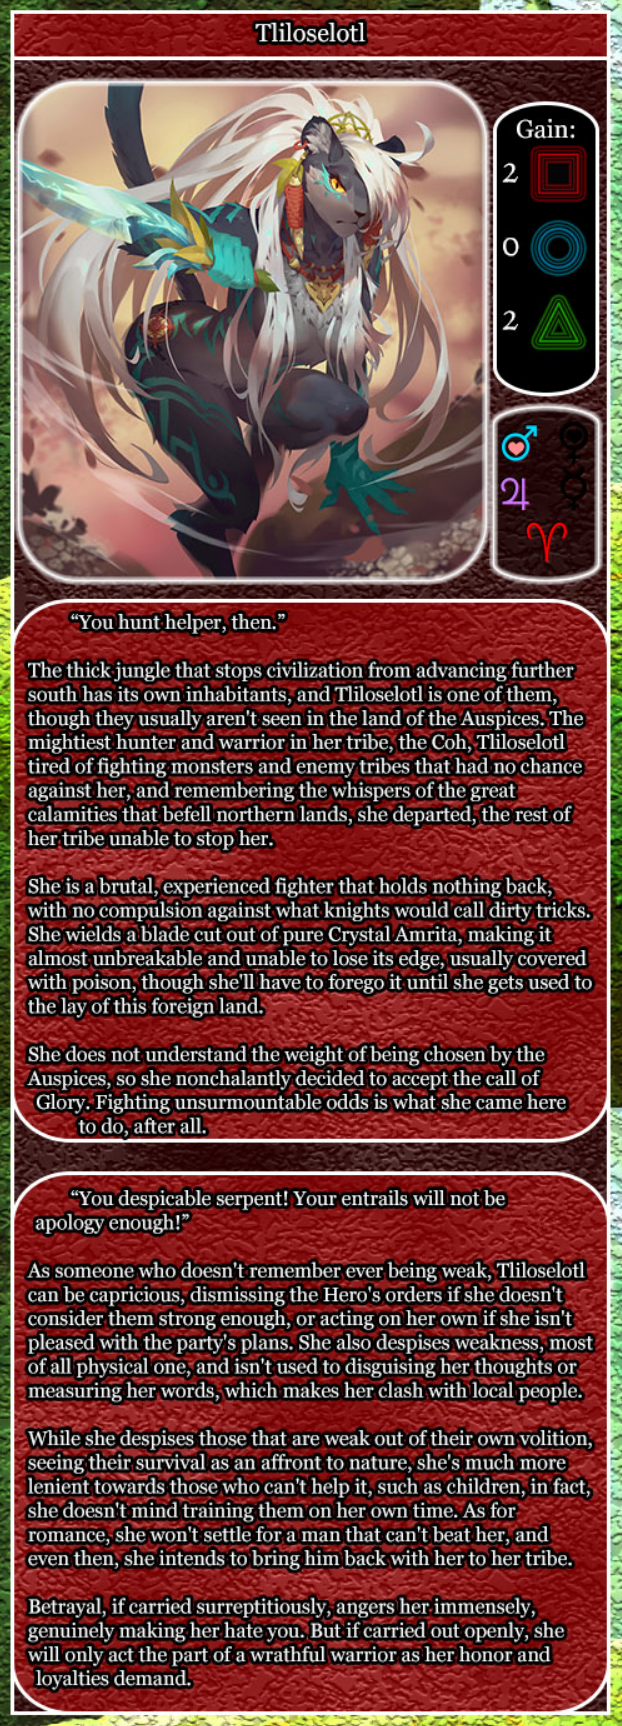 Tliloselotl
Gain:
2
0
2
♂
♃
♈
“You hunt helper, then.”
The thick jungle that stops civilization from advancing further
south has its own inhabitants, and Tliloselotl is one of them,
though they usually aren't seen in the land of the Auspices. The
mightiest hunter and warrior in her tribe, the Coh, Tliloselotl
tired of fighting monsters and enemy tribes that had no chance
against her, and remembering the whispers of the great
calamities that befell northern lands, she departed, the rest of
her tribe unable to stop her.
She is a brutal, experienced fighter that holds nothing back,
with no compulsion against what knights would call dirty tricks.
She wields a blade cut out of pure Crystal Amrita, making it
almost unbreakable and unable to lose its edge, usually covered
with poison, though she'll have to forego it until she gets used to
the lay of this foreign land.
She does not understand the weight of being chosen by the
Auspices, so she nonchalantly decided to accept the call of
Glory. Fighting unsurmountable odds is what she came here
to do, after all.
“You despicable serpent! Your entrails will not be
apology enough!”
As someone who doesn't remember ever being weak, Tliloselotl
can be capricious, dismissing the Hero's orders if she doesn't
consider them strong enough, or acting on her own if she isn't
pleased with the party's plans. She also despises weakness, most
of all physical one, and isn't used to disguising her thoughts or
measuring her words, which makes her clash with local people.
While she despises those that are weak out of their own volition,
seeing their survival as an affront to nature, she's much more
lenient towards those who can't help it, such as children, in fact,
she doesn't mind training them on her own time. As for
romance, she won't settle for a man that can't beat her, and
even then, she intends to bring him back with her to her tribe.
Betrayal, if carried surreptitiously, angers her immensely,
genuinely making her hate you. But if carried out openly, she
will only act the part of a wrathful warrior as her honor and
loyalties demand.